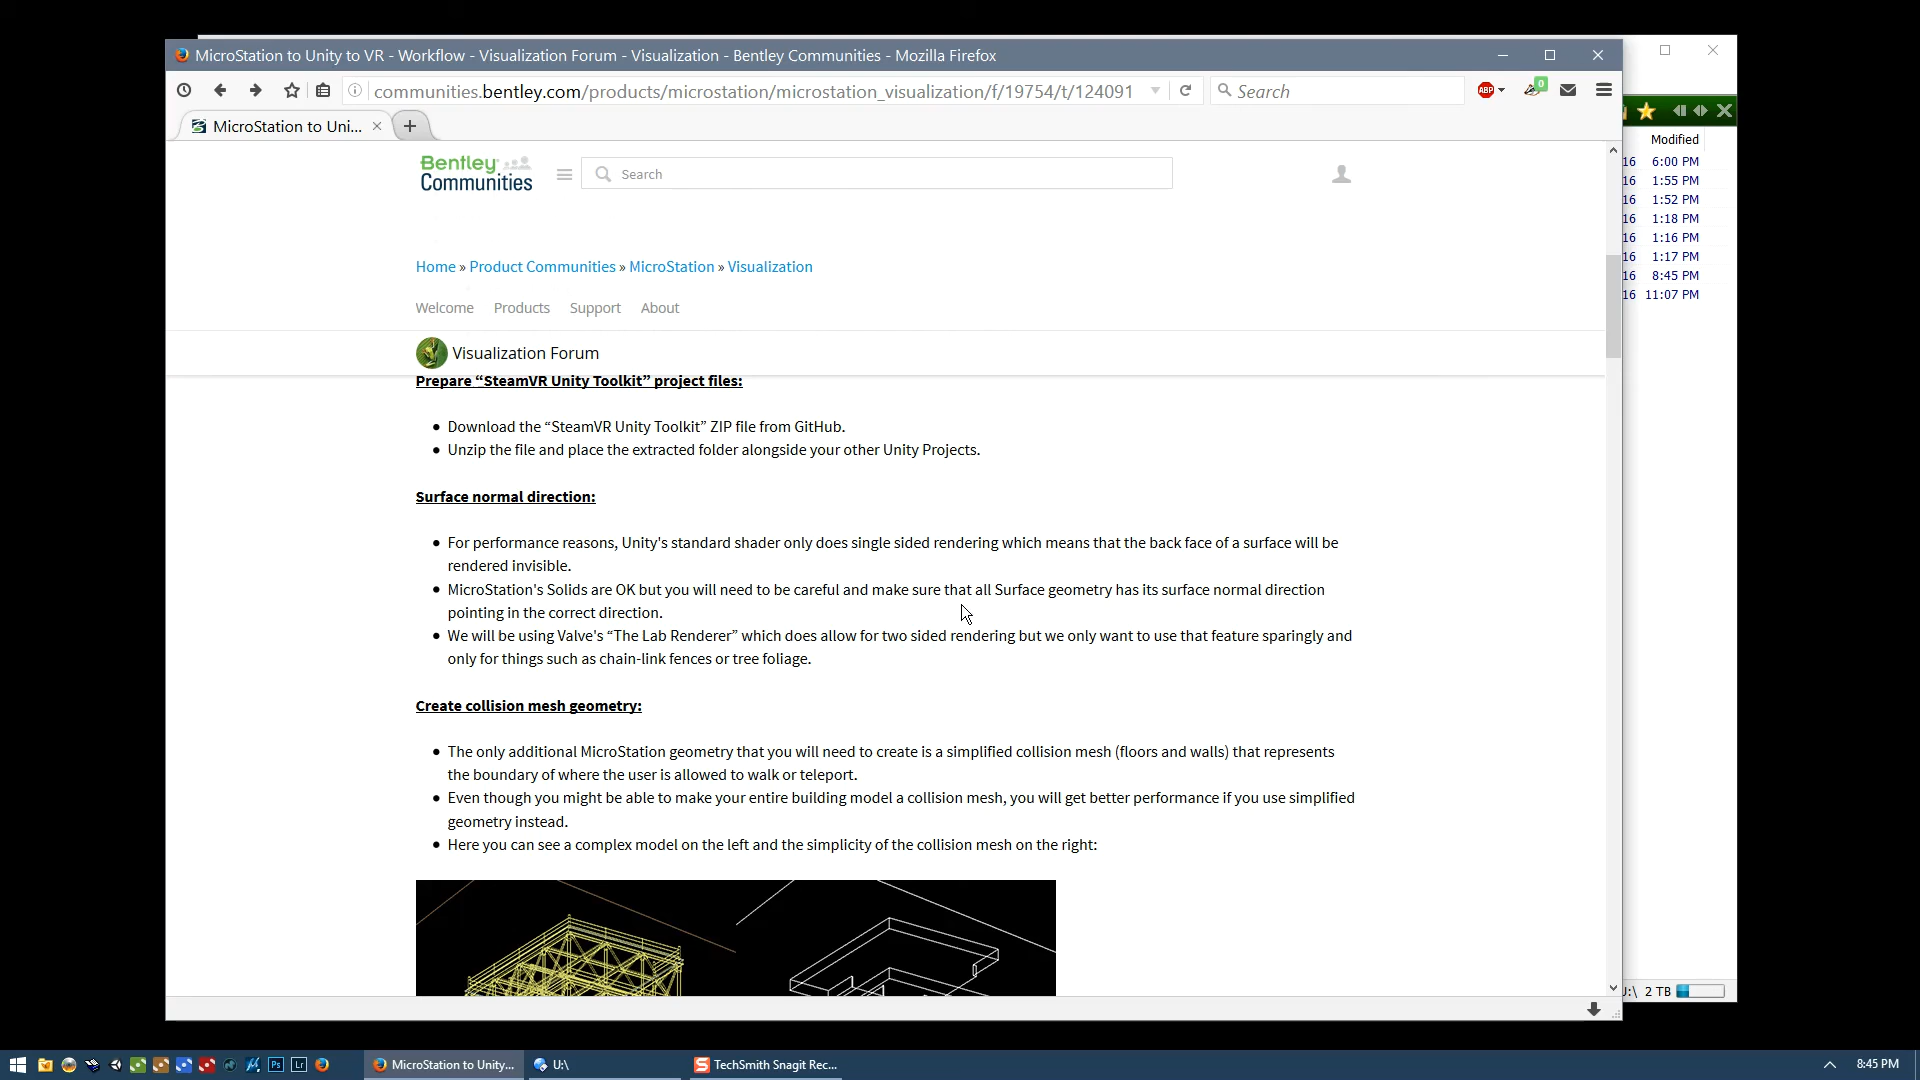 MicroStation to Unity to VR - Workflow - Visualization Forum - Visualization - Bentley Communities - Mozilla Firefox
communities.bentley.com/products/microstation/microstation_visualization/f/19754/t/124091
Search
ABP
0
MicroStation to Uni...
Bentley
Communities
Search
Home » Product Communities » MicroStation » Visualization
Welcome Products Support About
Visualization Forum
Prepare “SteamVR Unity Toolkit” project files:
• Download the “SteamVR Unity Toolkit” ZIP file from GitHub.
• Unzip the file and place the extracted folder alongside your other Unity Projects.
Surface normal direction:
• For performance reasons, Unity's standard shader only does single sided rendering which means that the back face of a surface will be
rendered invisible.
• MicroStation's Solids are OK but you will need to be careful and make sure that all Surface geometry has its surface normal direction
pointing in the correct direction.
• We will be using Valve's “The Lab Renderer” which does allow for two sided rendering but we only want to use that feature sparingly and
only for things such as chain-link fences or tree foliage.
Create collision mesh geometry:
• The only additional MicroStation geometry that you will need to create is a simplified collision mesh (floors and walls) that represents
the boundary of where the user is allowed to walk or teleport.
• Even though you might be able to make your entire building model a collision mesh, you will get better performance if you use simplified
geometry instead.
• Here you can see a complex model on the left and the simplicity of the collision mesh on the right:
Modified
16 6:00 PM
16 1:55 PM
16 1:52 PM
16 1:18 PM
16 1:16 PM
16 1:17 PM
16 8:45 PM
16 11:07 PM
J:\ 2 TB
Ps
Lr
MicroStation to Unity...
U:\
TechSmith Snagit Rec...
8:45 PM